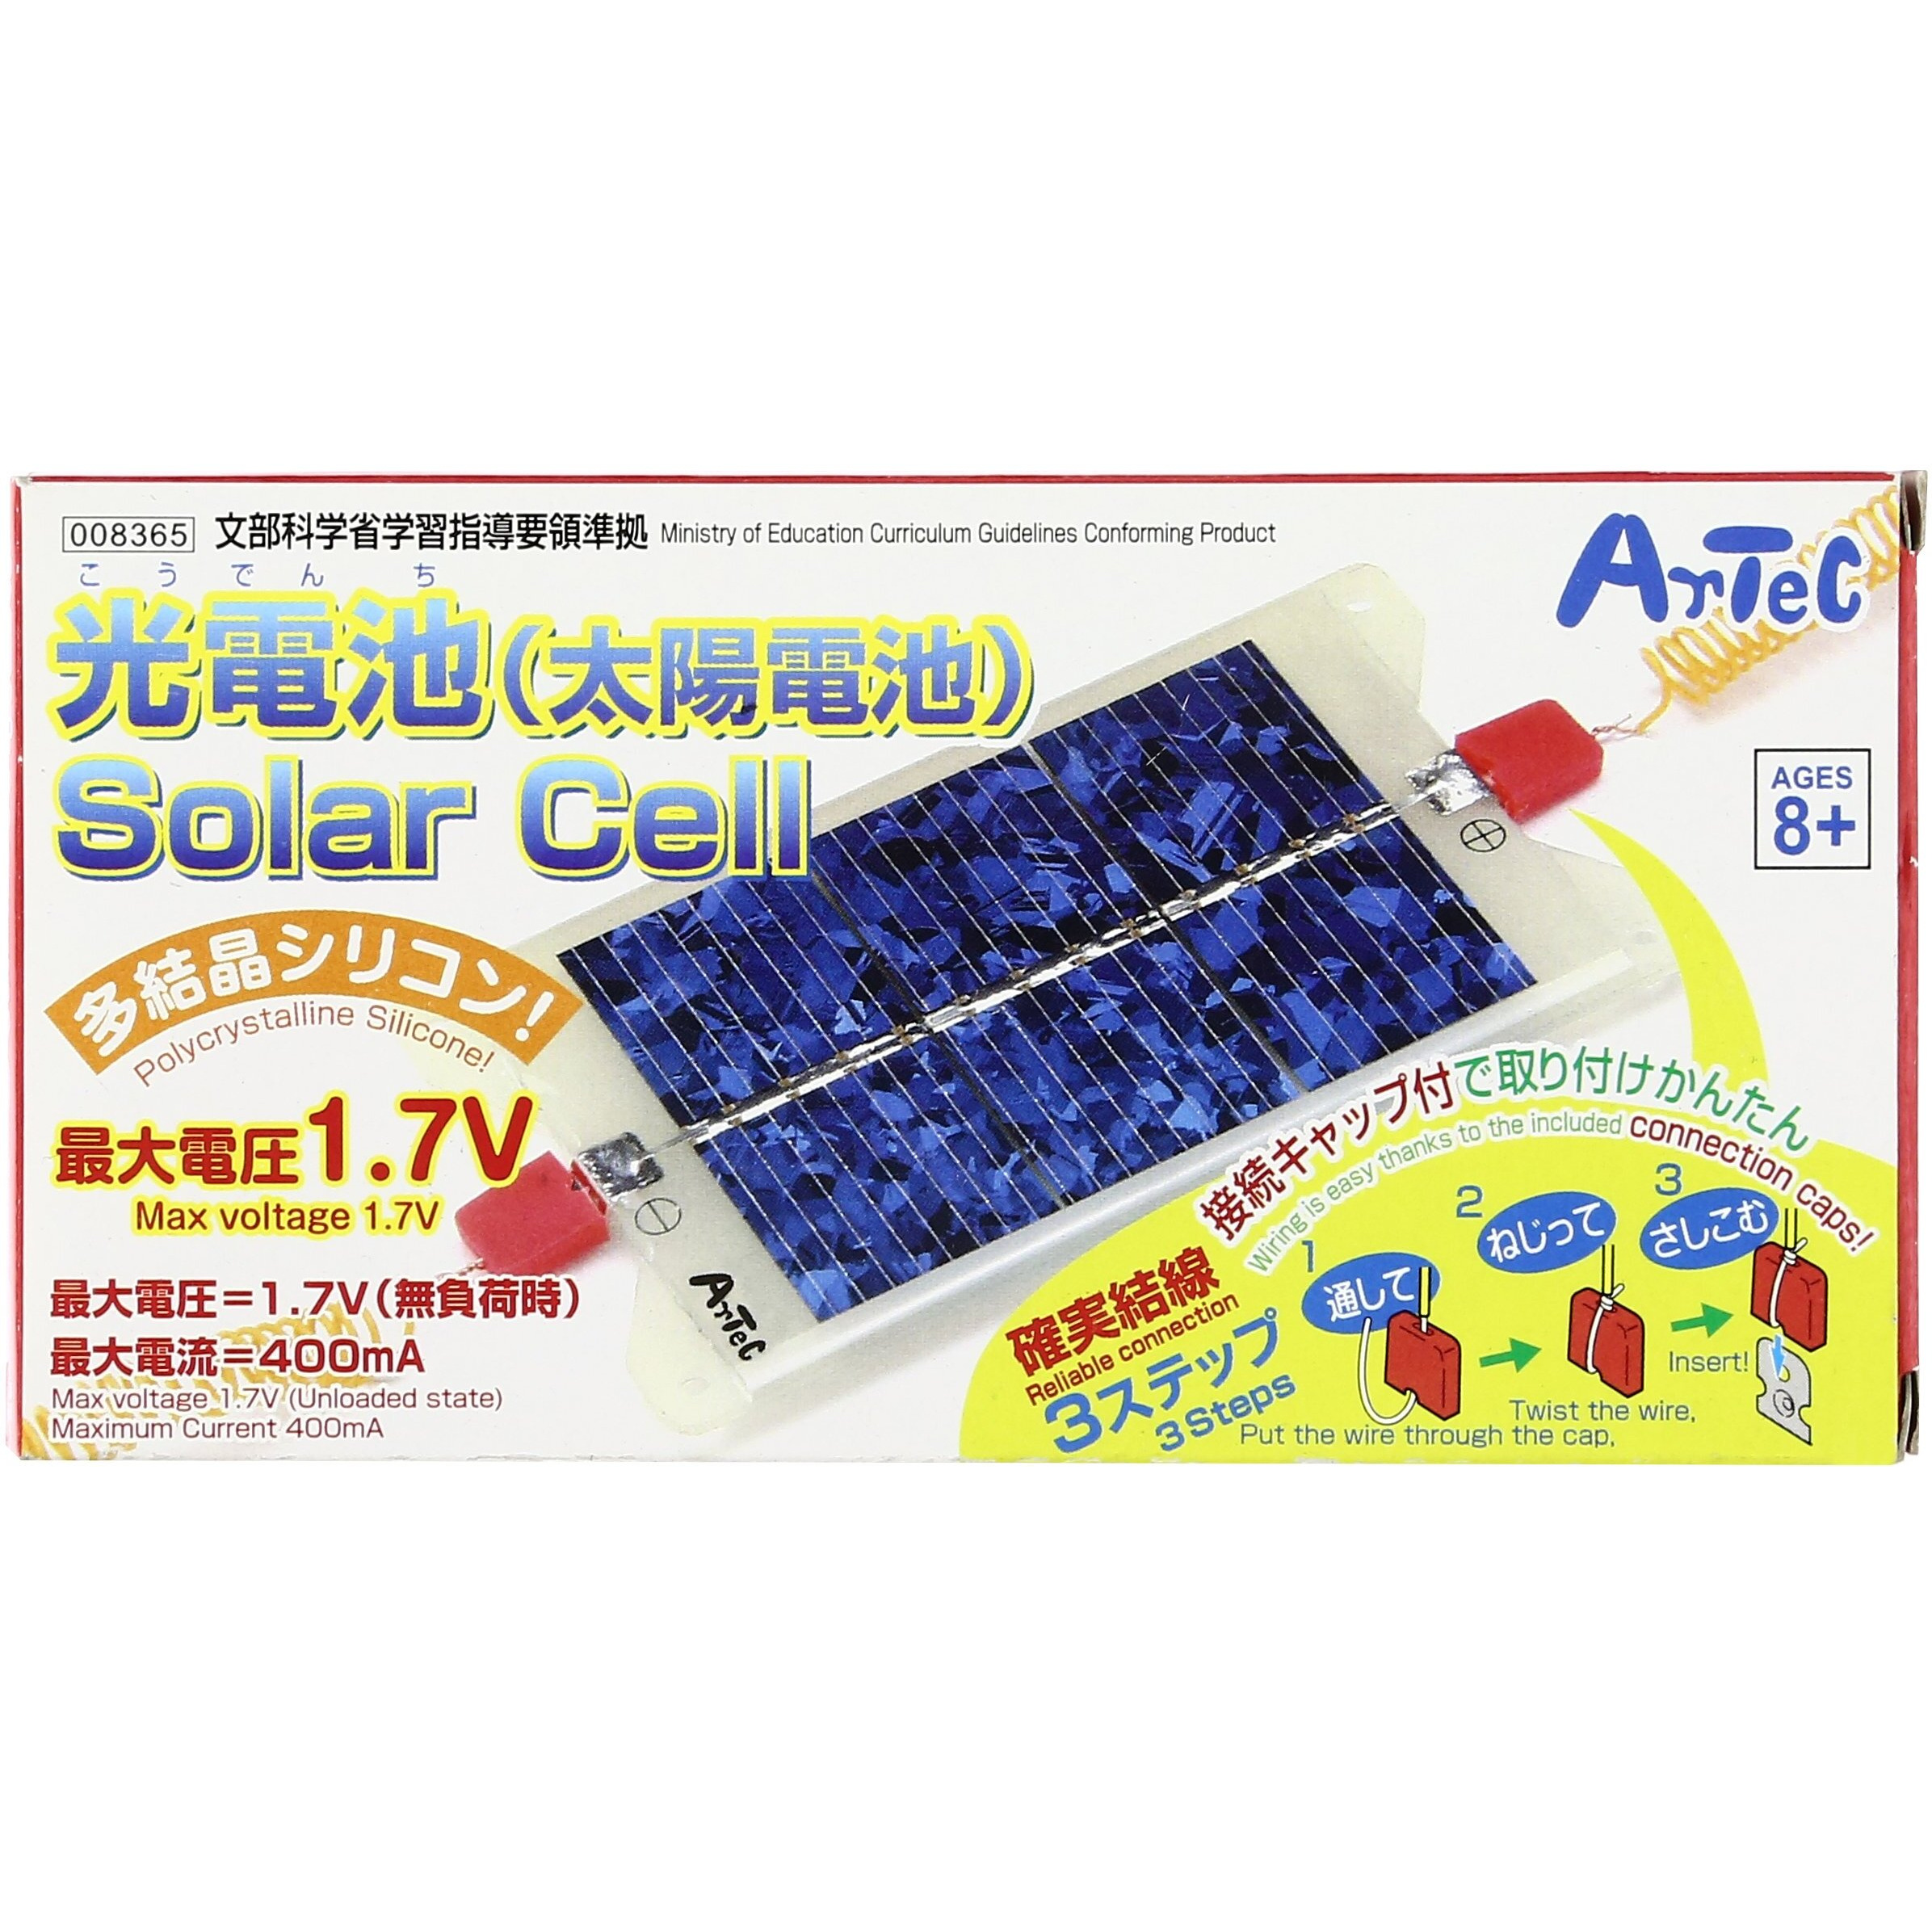 008365 文部科学省学習指導要領準拠 Ministry of Education Curriculum Guidelines Conforming Product
ArTeC
こうでんち
光電池(太陽電池)
Solar Cell
AGES
8+
多結晶シリコン!
Polycrystalline Silicone!
最大電圧1.7V
Max voltage 1.7V
最大電圧=1.7V(無負荷時)
最大電流=400mA
Max voltage 1.7V (Unloaded state)
Maximum Current 400mA
⊕
⊖
ArTeC
接続キャップ付で取り付けかんたん
Wiring is easy thanks to the included connection caps!
確実結線
Reliable connection
3ステップ
3 Steps
1 通して
Put the wire through the cap,
2 ねじって
Twist the wire,
3 さしこむ
Insert!